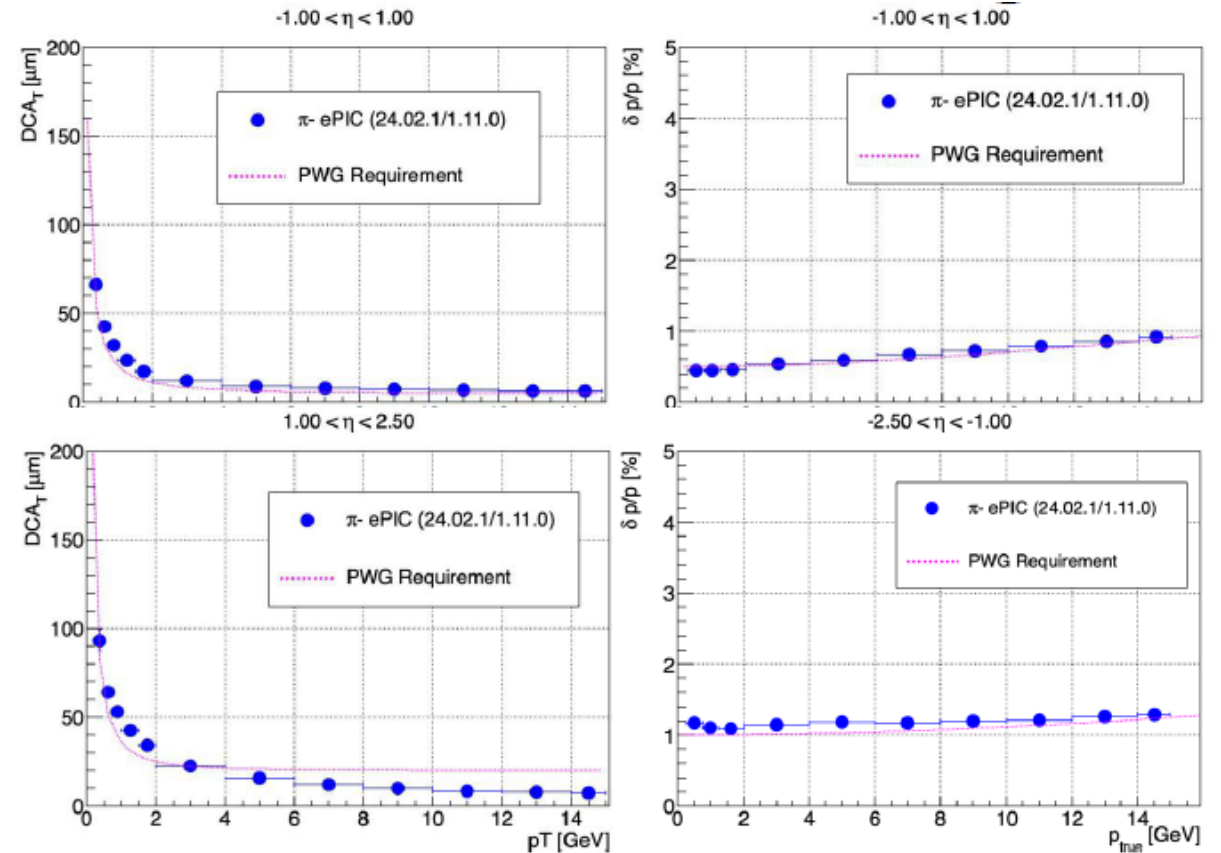 -1.00 < η < 1.00
DCA_T [μm]
200
150
100
50
0
π- ePIC (24.02.1/1.11.0)
PWG Requirement
-1.00 < η < 1.00
δ p/p [%]
5
4
3
2
1
0
π- ePIC (24.02.1/1.11.0)
PWG Requirement
1.00 < η < 2.50
DCA_T [μm]
200
150
100
50
0
π- ePIC (24.02.1/1.11.0)
PWG Requirement
0 2 4 6 8 10 12 14
pT [GeV]
-2.50 < η < -1.00
δ p/p [%]
5
4
3
2
1
0
π- ePIC (24.02.1/1.11.0)
PWG Requirement
0 2 4 6 8 10 12 14
p_true [GeV]